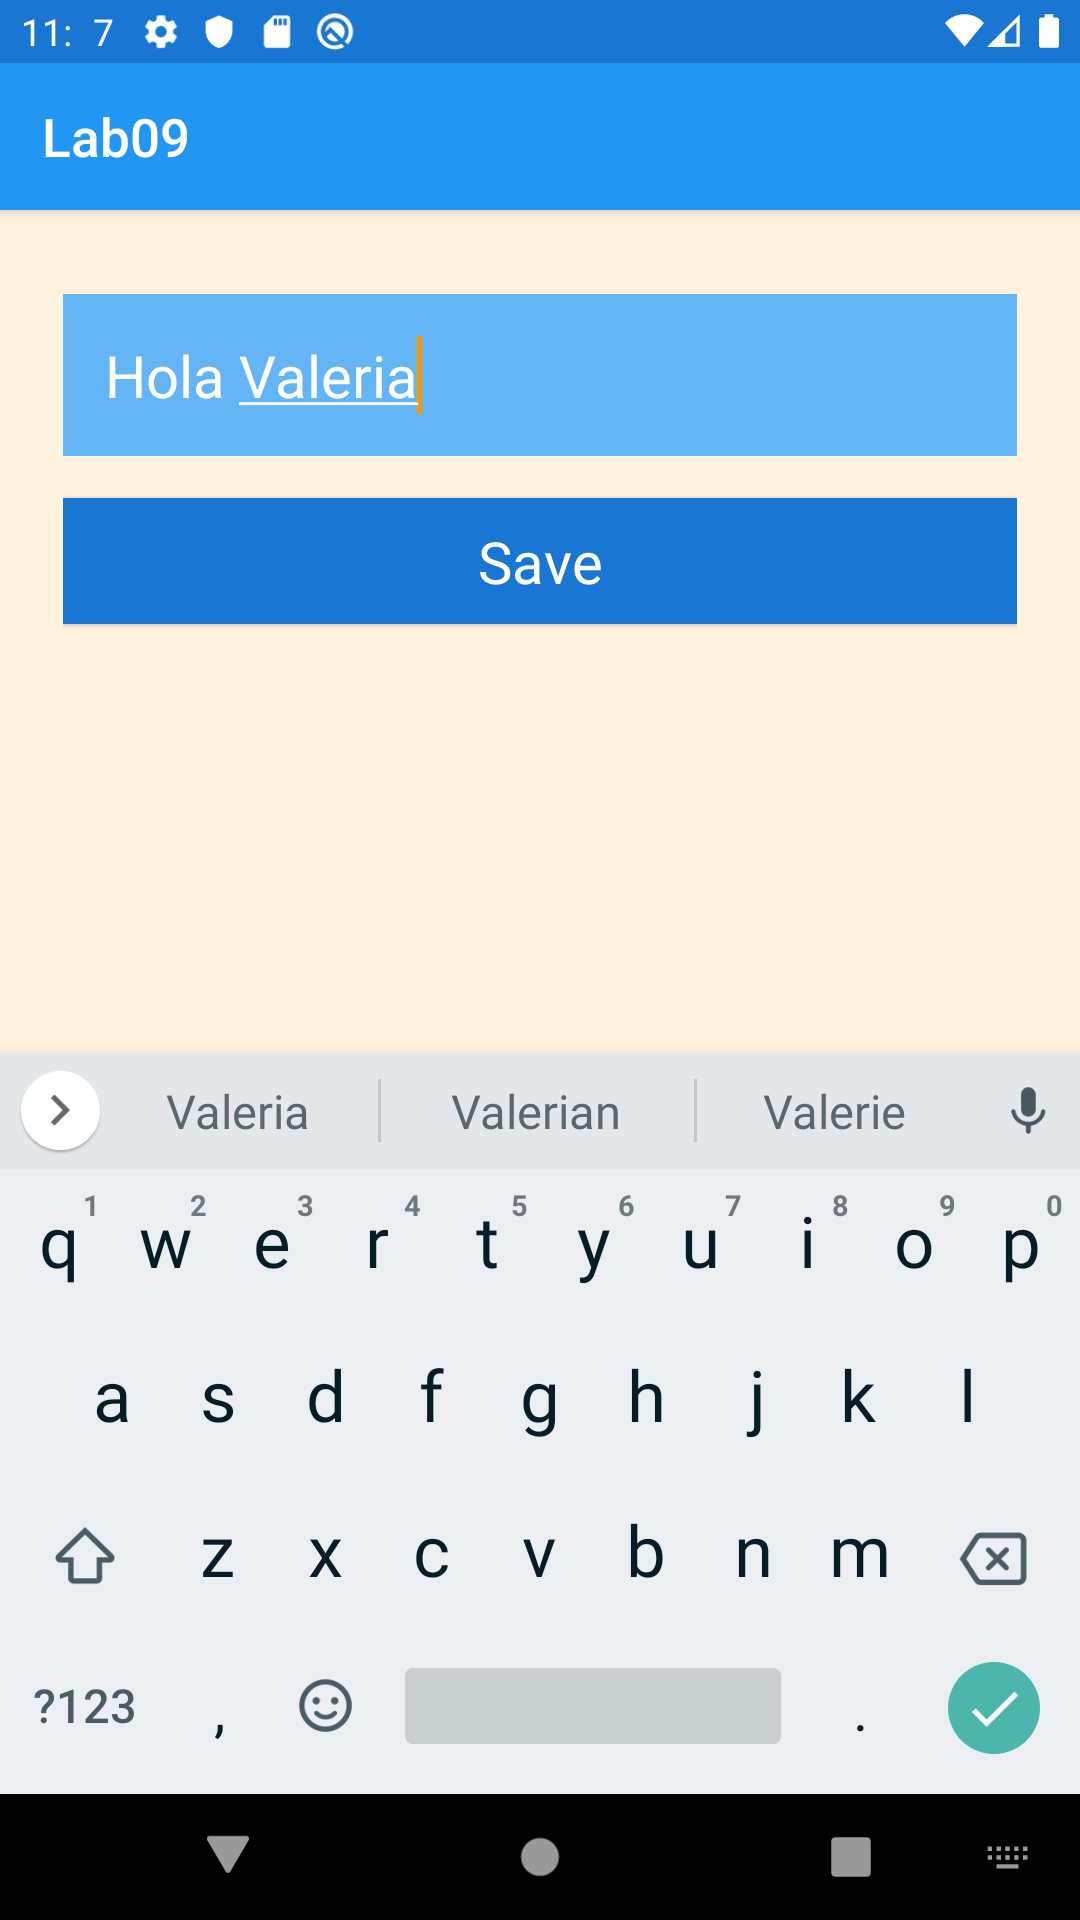 11: 7
Lab09
Hola Valeria
Save
Valeria Valerian Valerie
1 2 3 4 5 6 7 8 9 0
q w e r t y u i o p
a s d f g h j k l
z x c v b n m
?123 , .